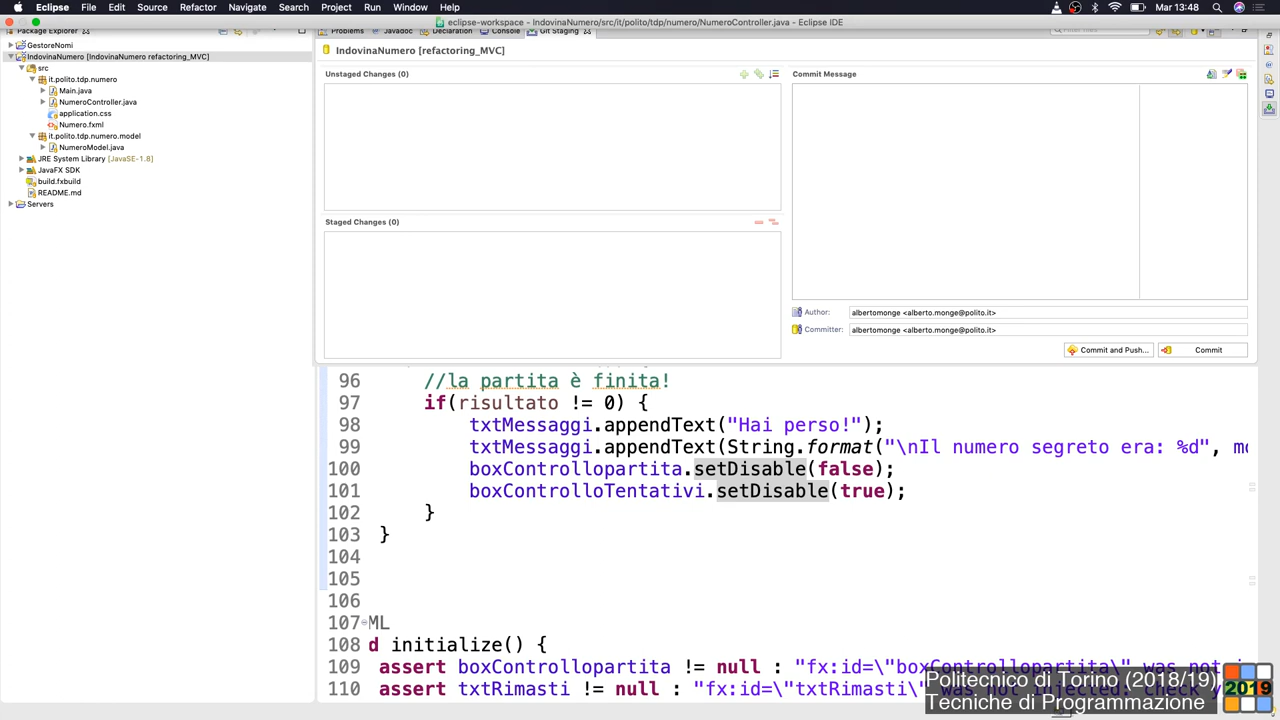 Eclipse File Edit Source Refactor Navigate Search Project Run Window Help Mar 13:48
eclipse-workspace - IndovinaNumero/src/it/polito/tdp/numero/NumeroController.java - Eclipse IDE
Package Explorer
Problems Javadoc Declaration Console Git Staging
GestoreNomi
IndovinaNumero [IndovinaNumero refactoring_MVC]
src
it.polito.tdp.numero
Main.java
NumeroController.java
application.css
Numero.fxml
it.polito.tdp.numero.model
NumeroModel.java
JRE System Library [JavaSE-1.8]
JavaFX SDK
build.fxbuild
README.md
Servers
IndovinaNumero [refactoring_MVC]
Unstaged Changes (0)
Staged Changes (0)
Commit Message
Author: albertomonge <alberto.monge@polito.it>
Committer: albertomonge <alberto.monge@polito.it>
Commit and Push... Commit
96 //la partita è finita!
97 if(risultato != 0) {
98 txtMessaggi.appendText("Hai perso!");
99 txtMessaggi.appendText(String.format("\nIl numero segreto era: %d", mo
100 boxControllopartita.setDisable(false);
101 boxControlloTentativi.setDisable(true);
102 }
103 }
104
105
106
107 ML
108 d initialize() {
109 assert boxControllopartita != null : "fx:id=\"boxControllopartita\" was not i
110 assert txtRimasti != null : "fx:id=\"txtRimasti\" was not injected: check y
Politecnico di Torino (2018/19)
Tecniche di Programmazione
2019